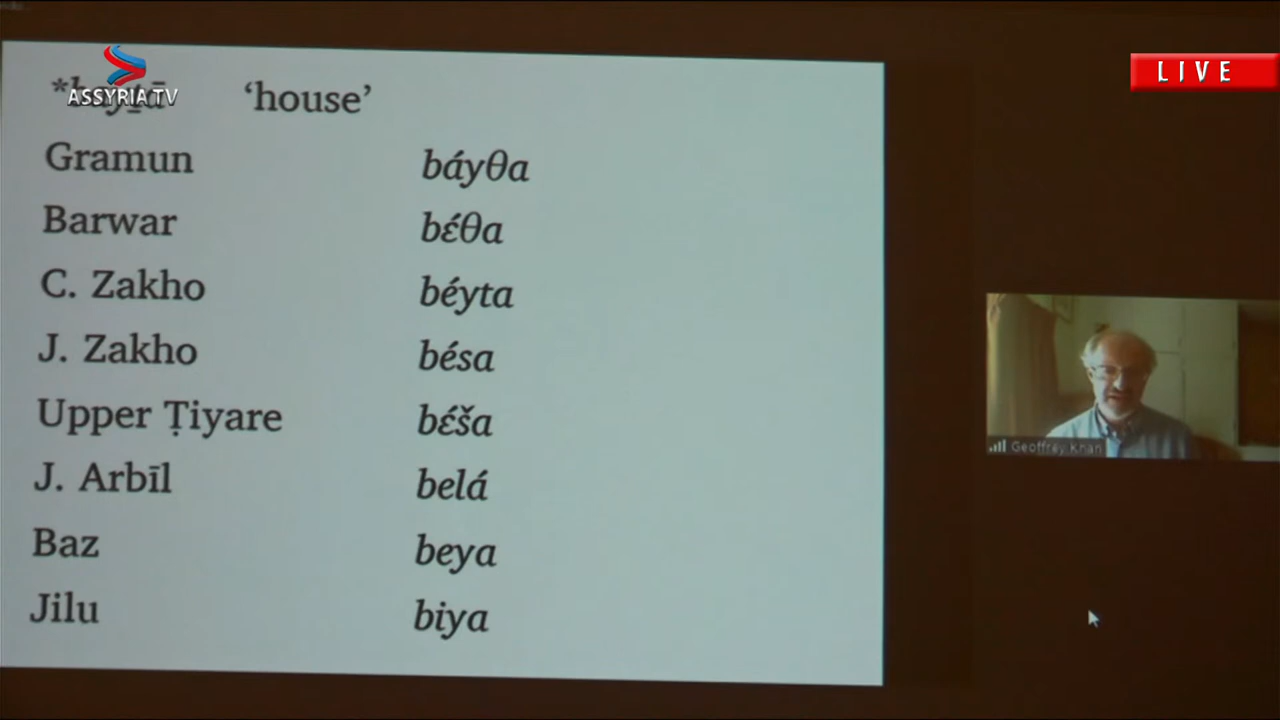 ASSYRIA TV
LIVE
‘house’
Gramun báyθa
Barwar bɛ́θa
C. Zakho béyta
J. Zakho bésa
Upper Ṭiyare bɛ́ša
J. Arbīl belá
Baz beya
Jilu biya
Geoffrey Khan